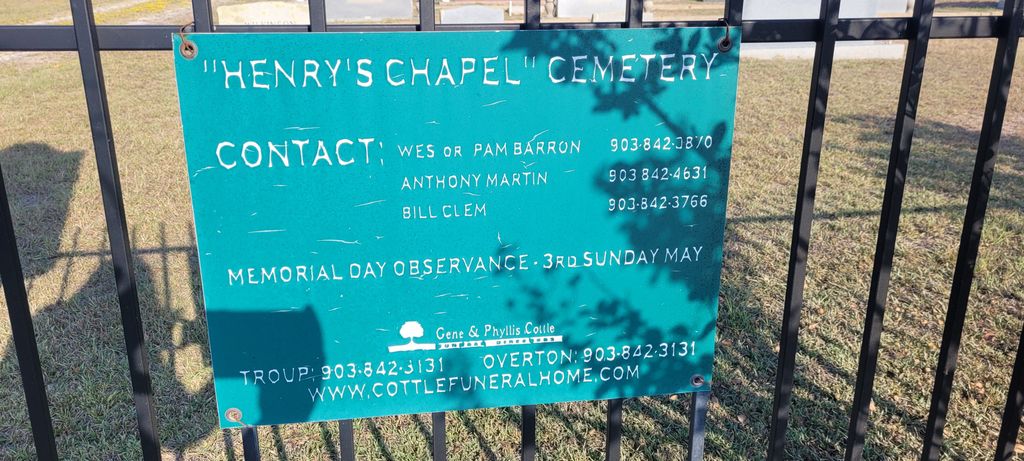 "HENRY'S CHAPEL" CEMETERY
CONTACT: WES OR PAM BARRON 903-842-3870
ANTHONY MARTIN 903 842-4631
BILL CLEM 903-842-3766
MEMORIAL DAY OBSERVANCE - 3RD SUNDAY MAY
Gene & Phyllis Cottle
TROUP: 903-842-3131 OVERTON: 903-842-3131
WWW.COTTLEFUNERALHOME.COM